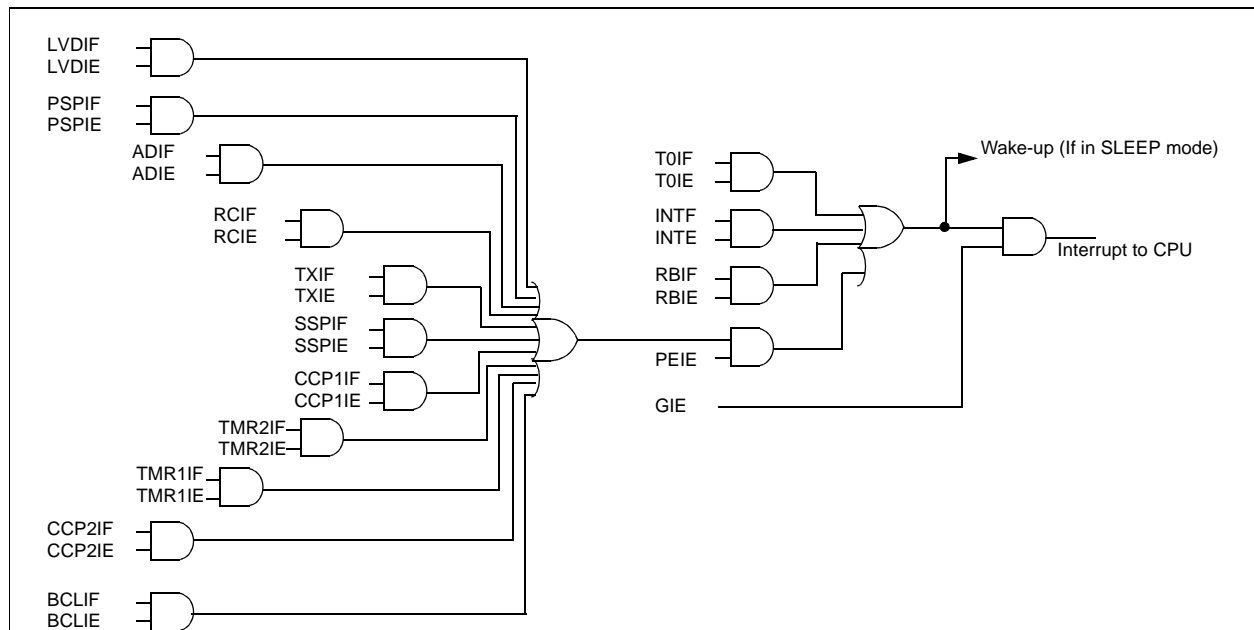 LVDIF
LVDIE
PSPIF
PSPIE
ADIF
ADIE
RCIF
RCIE
TXIF
TXIE
SSPIF
SSPIE
CCP1IF
CCP1IE
TMR2IF
TMR2IE
TMR1IF
TMR1IE
CCP2IF
CCP2IE
BCLIF
BCLIE
T0IF
T0IE
INTF
INTE
RBIF
RBIE
PEIE
GIE
Wake-up (If in SLEEP mode)
Interrupt to CPU